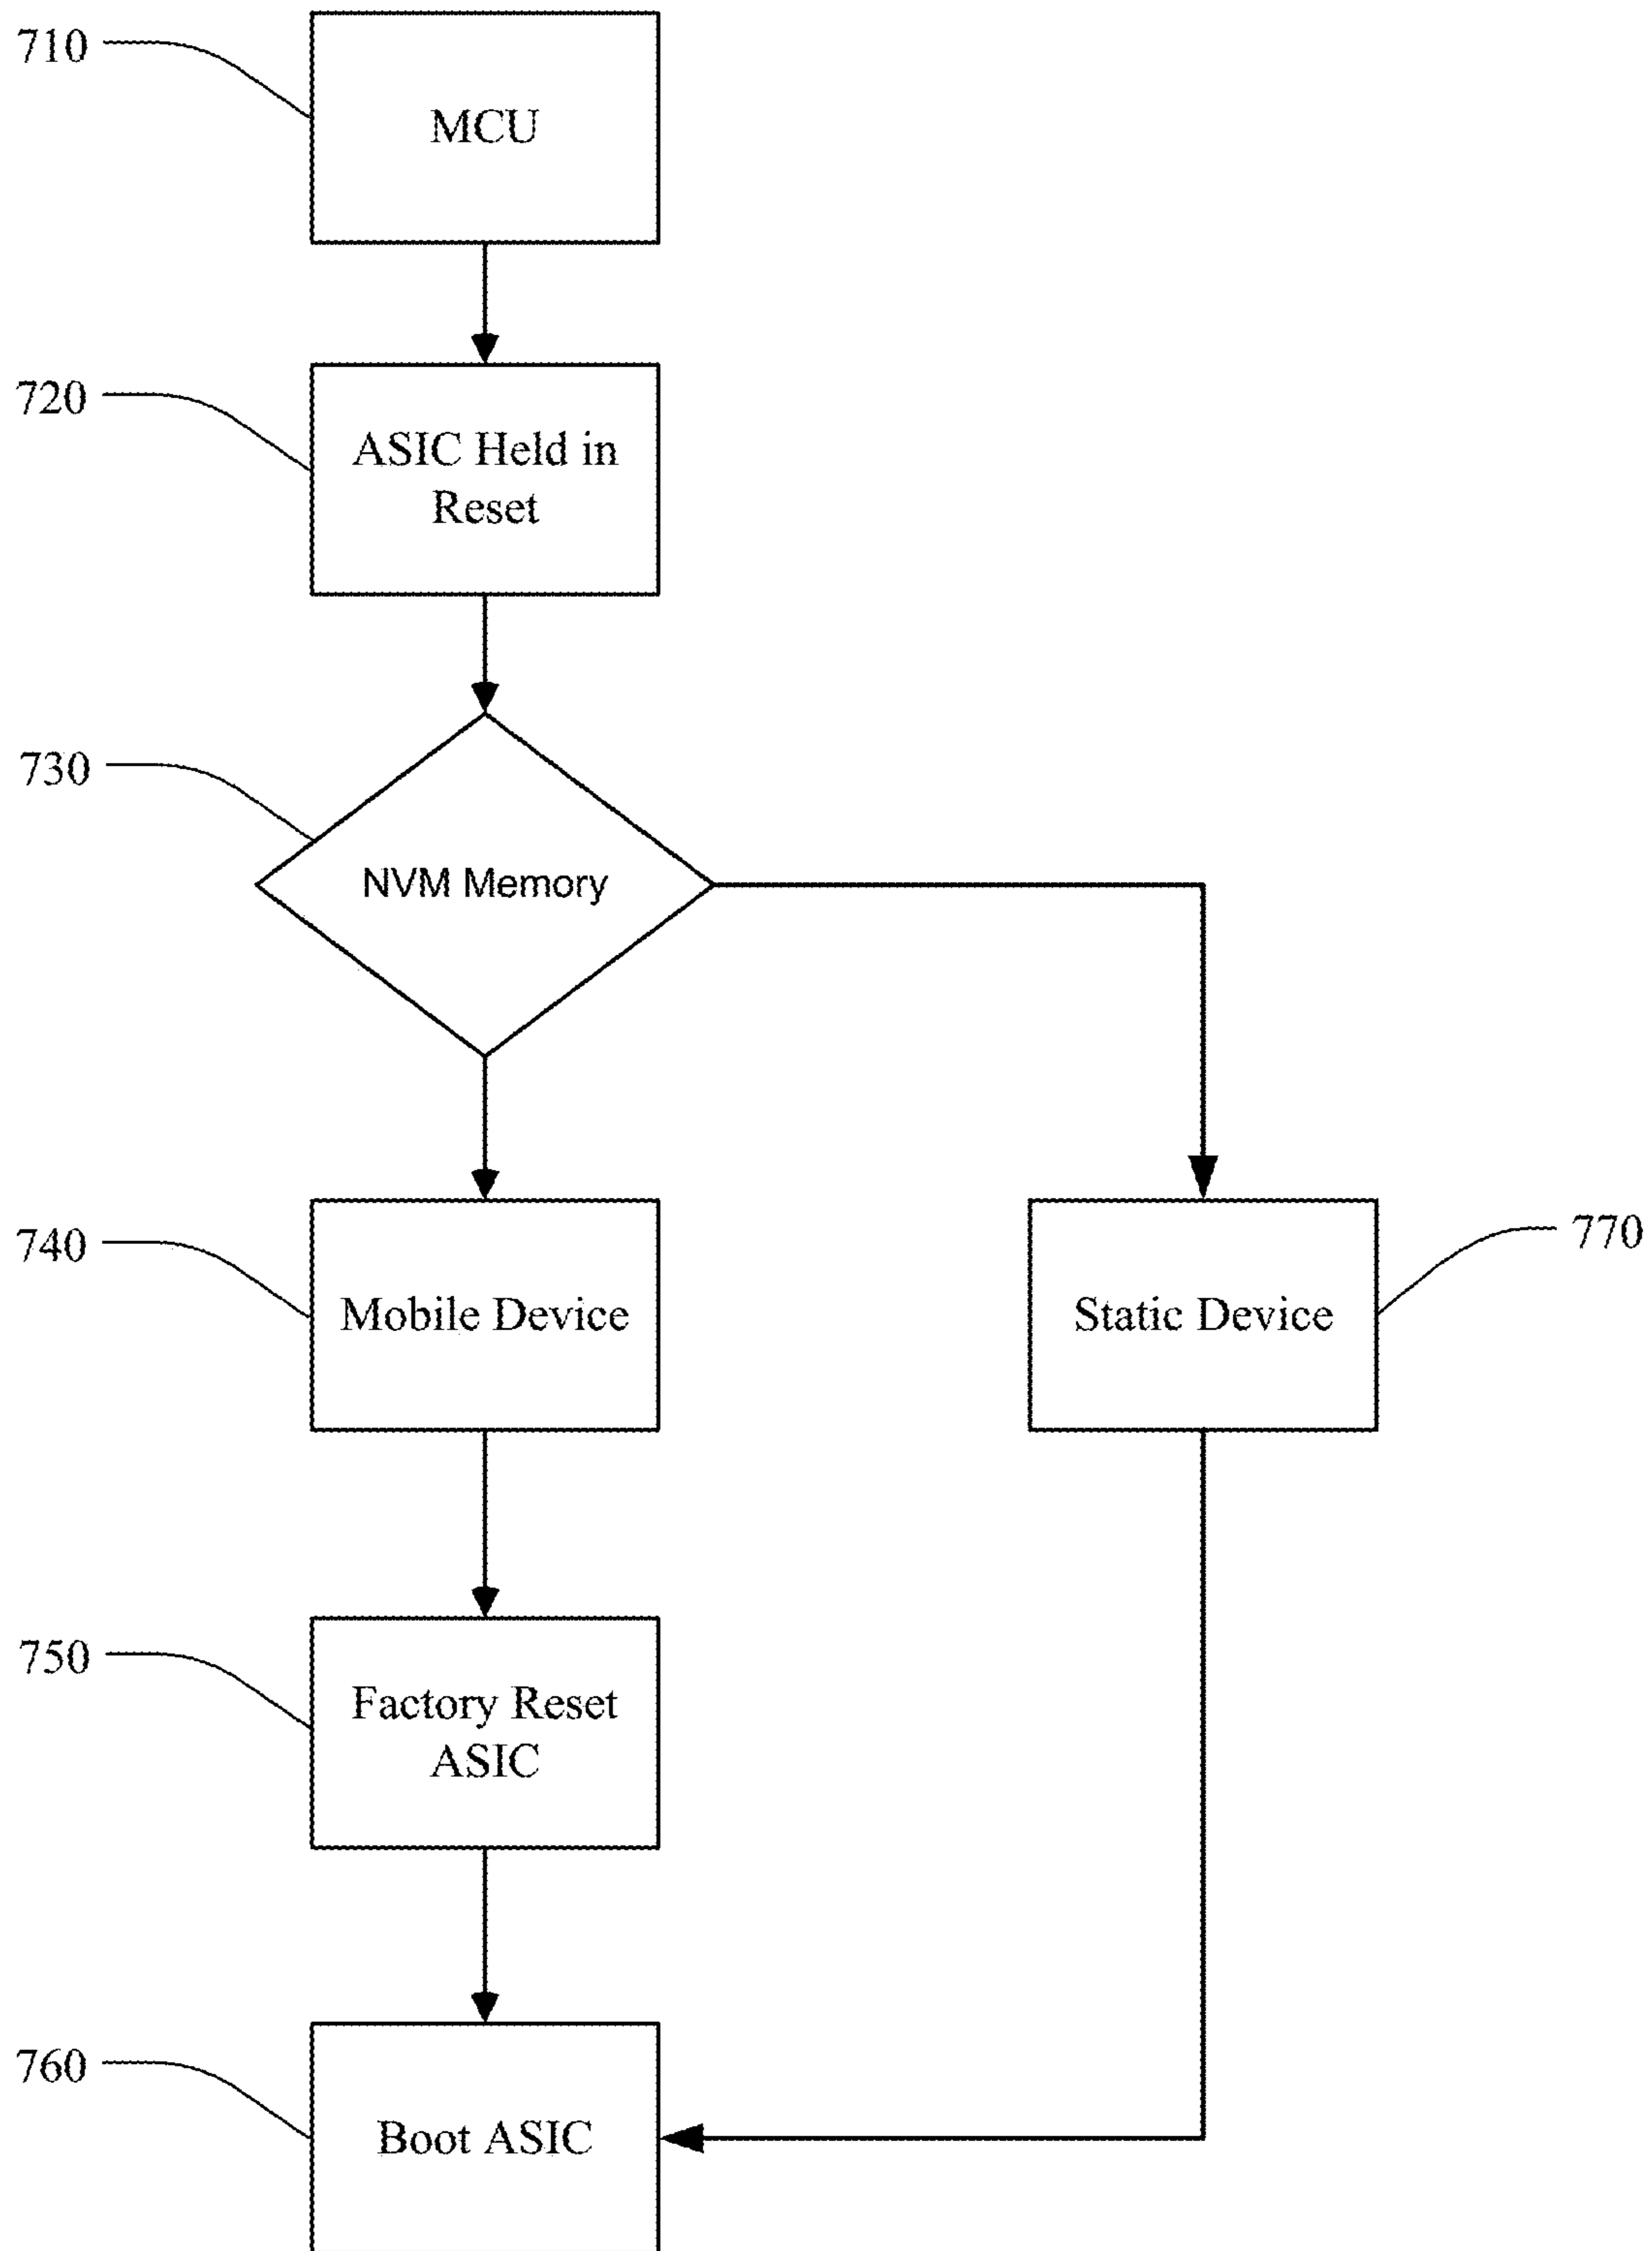 710
MCU
720
ASIC Held in
Reset
730
NVM Memory
740
Mobile Device
Static Device
770
750
Factory Reset
ASIC
760
Boot ASIC